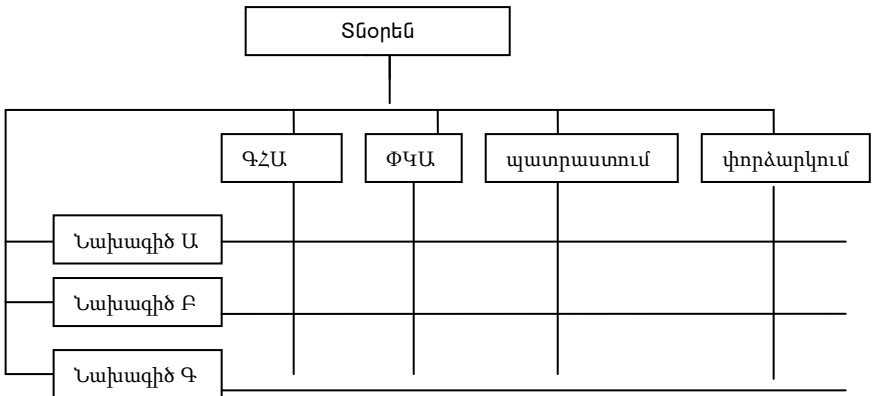 Տնօրեն
ԳՀԱ
ՓԿԱ
պատրաստում
փորձարկում
Նախագիծ Ա
Նախագիծ Բ
Նախագիծ Գ